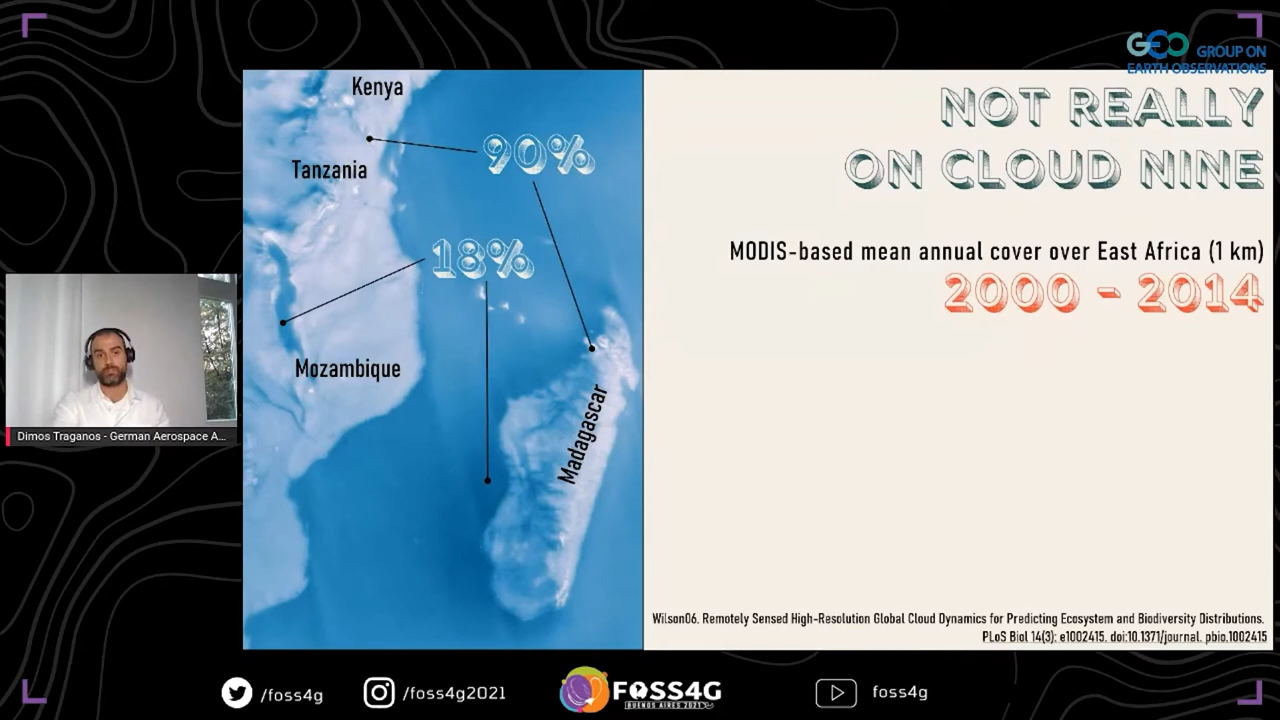 GEO GROUP ON
EARTH OBSERVATIONS
Kenya
90%
Tanzania
18%
Mozambique
Madagascar
NOT REALLY
ON CLOUD NINE
MODIS-based mean annual cover over East Africa (1 km)
2000 - 2014
Wilson06. Remotely Sensed High-Resolution Global Cloud Dynamics for Predicting Ecosystem and Biodiversity Distributions.
PLoS Biol 14(3): e1002415. doi:10.1371/journal. pbio.1002415
Dimos Traganos - German Aerospace A...
/foss4g
/foss4g2021
FOSS4G
BUENOS AIRES 2021
foss4g